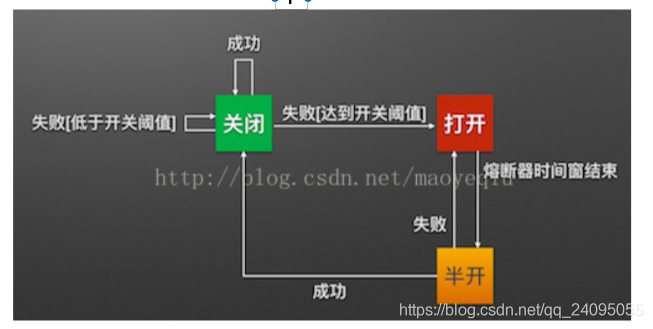 成功
失败[低于开关阈值]
关闭
失败[达到开关阈值]
打开
http://blog.csdn.net/maoyeqiu
熔断器时间窗结束
失败
半开
成功
https://blog.csdn.net/qq_24095055